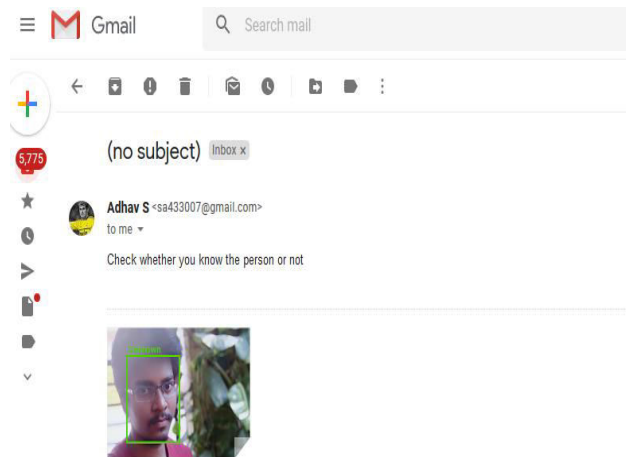 Gmail
Search mail
(no subject) Inbox x
5,775
Adhav S <sa433007@gmail.com>
to me
Check whether you know the person or not